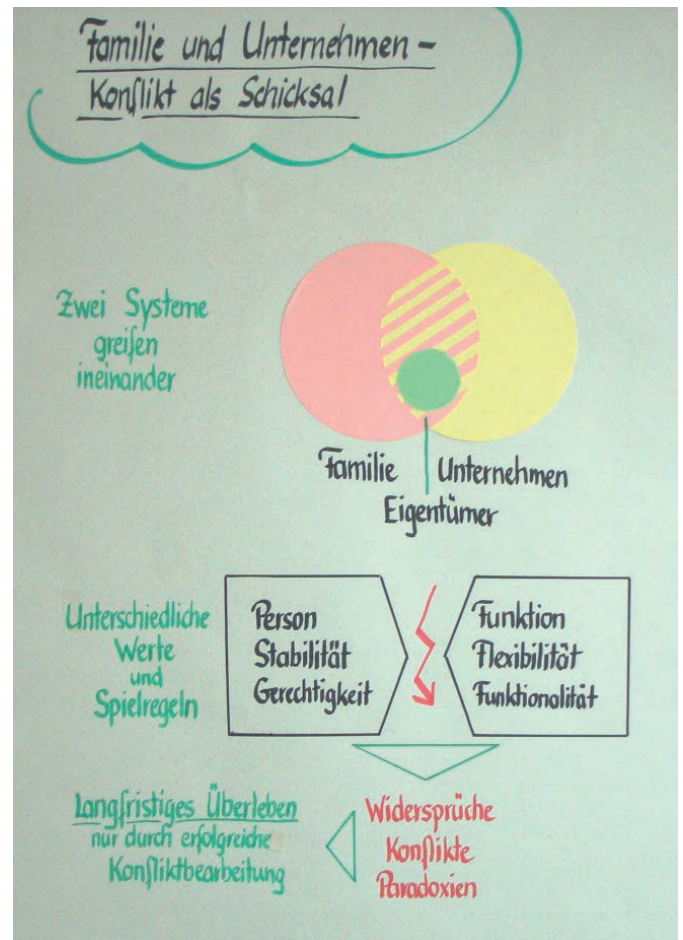 Familie und Unternehmen –
Konflikt als Schicksal
Zwei Systeme
greifen
ineinander
Familie
Unternehmen
Eigentümer
Unterschiedliche
Werte
und
Spielregeln
Person
Stabilität
Gerechtigkeit
Funktion
Flexibilität
Funktionalität
Widersprüche
Konflikte
Paradoxien
Langfristiges Überleben
nur durch erfolgreiche
Konfliktbearbeitung